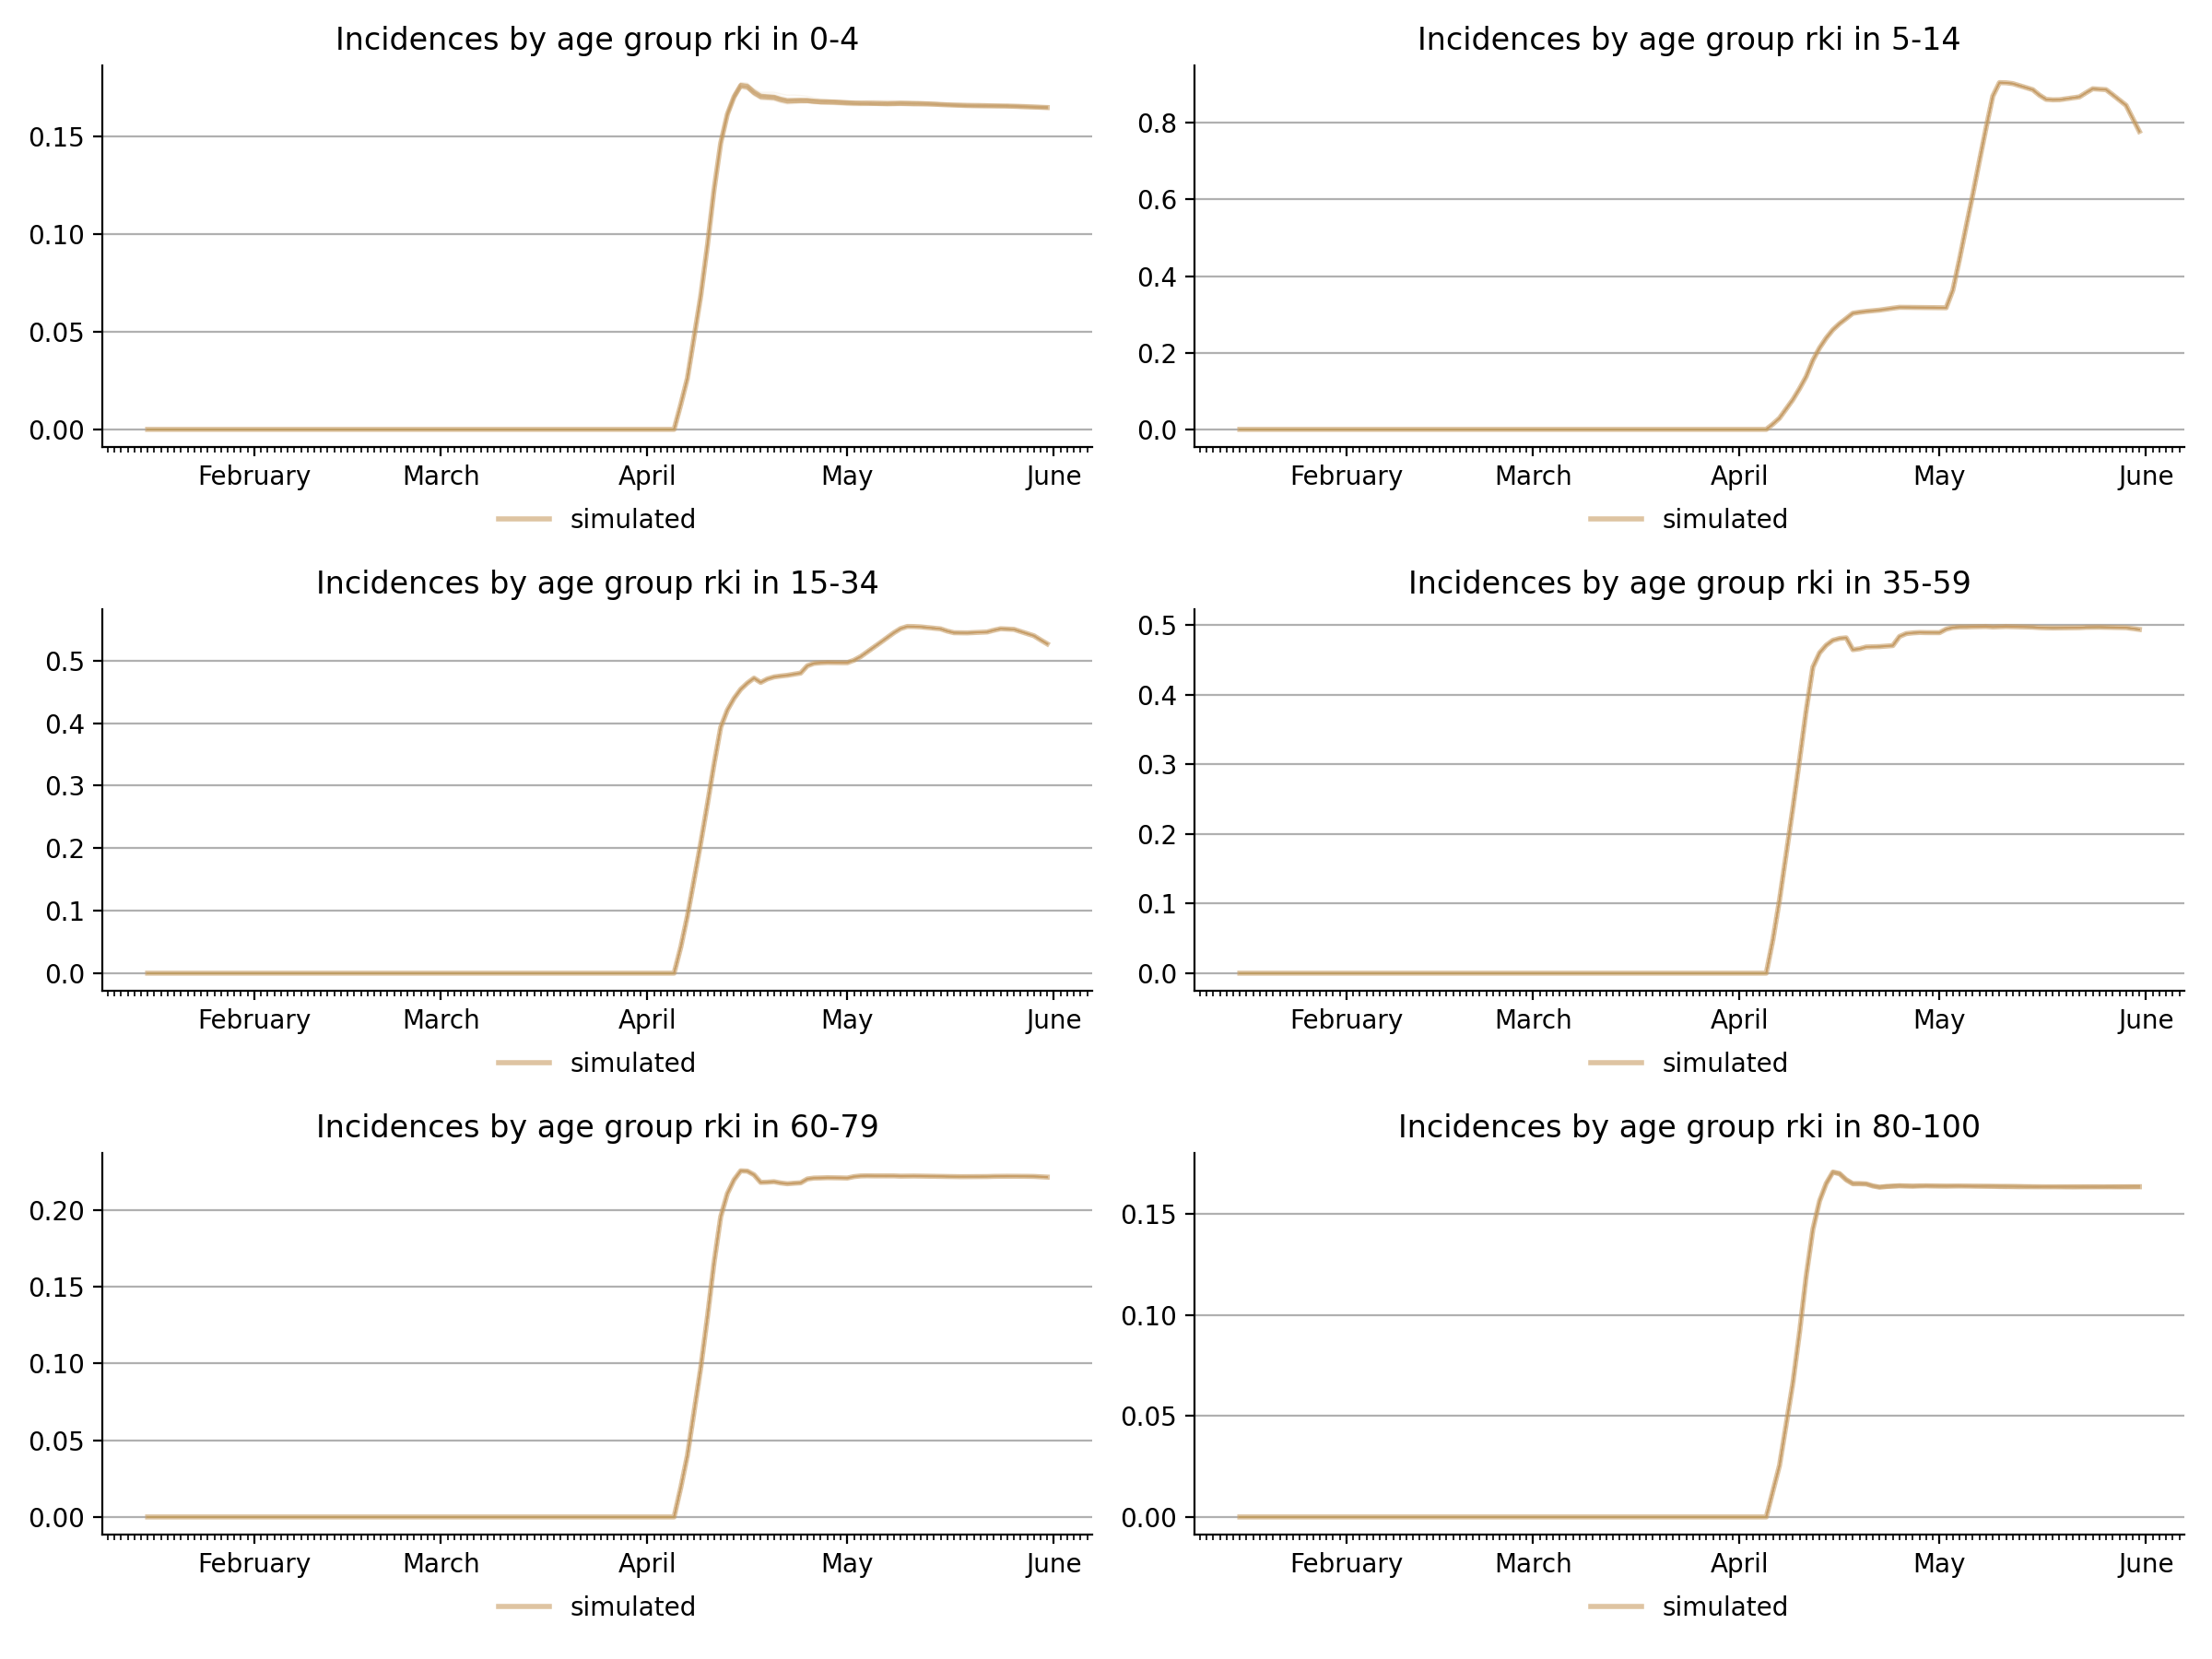 Incidences by age group rki in 0-4
0.15
0.10
0.05
0.00
February March April May June
simulated
Incidences by age group rki in 5-14
0.8
0.6
0.4
0.2
0.0
February March April May June
simulated
Incidences by age group rki in 15-34
0.5
0.4
0.3
0.2
0.1
0.0
February March April May June
simulated
Incidences by age group rki in 35-59
0.5
0.4
0.3
0.2
0.1
0.0
February March April May June
simulated
Incidences by age group rki in 60-79
0.20
0.15
0.10
0.05
0.00
February March April May June
simulated
Incidences by age group rki in 80-100
0.15
0.10
0.05
0.00
February March April May June
simulated